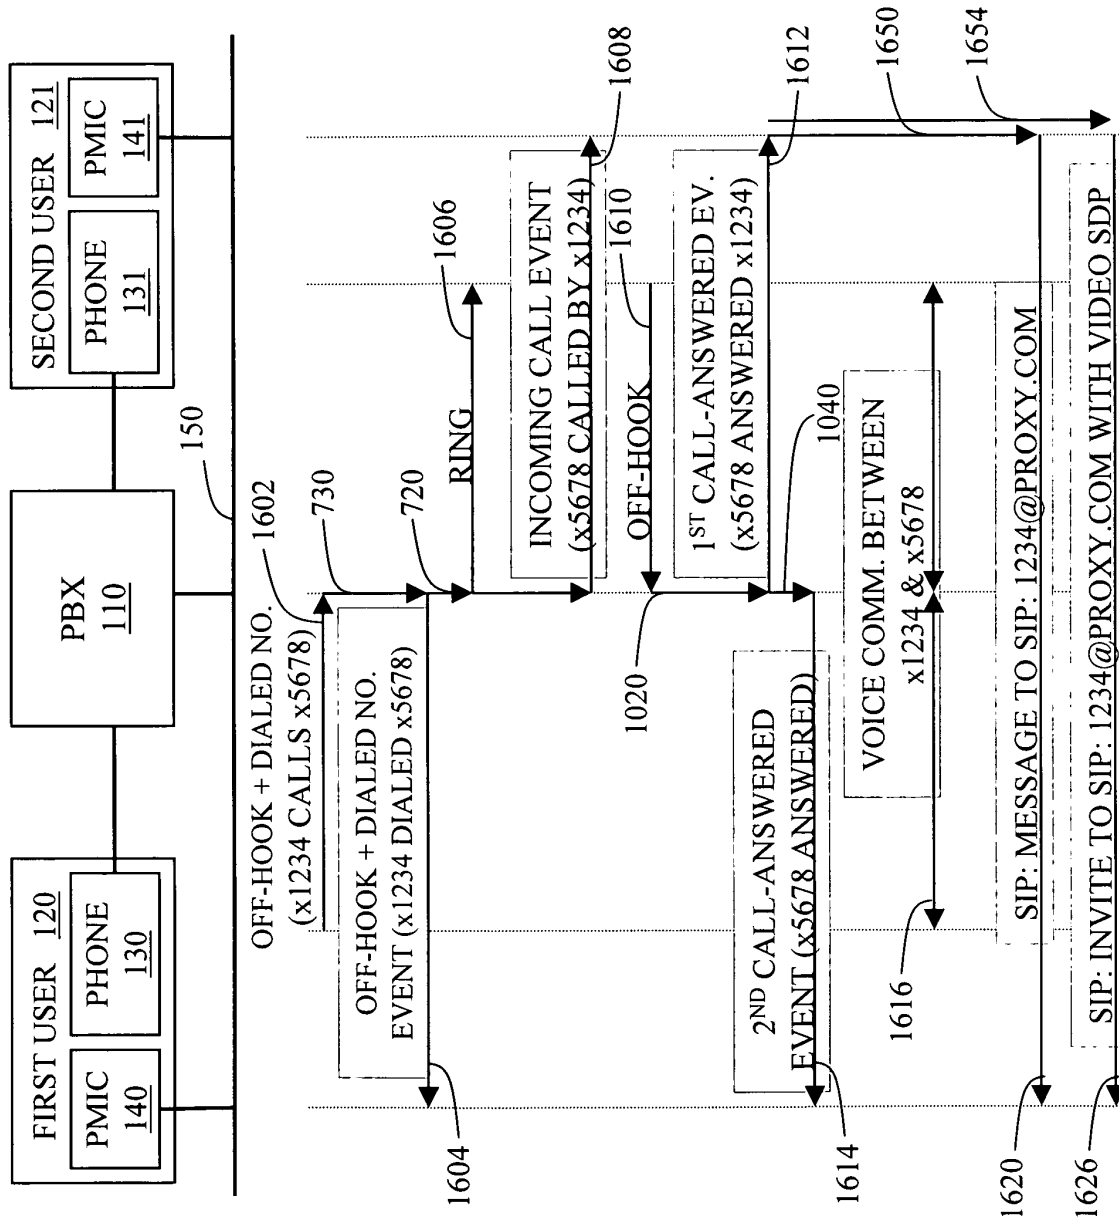 FIRST USER 120
PMIC
140
PHONE
130
PBX
110
SECOND USER 121
PHONE
131
PMIC
141
150
OFF-HOOK + DIALED NO.
(x1234 CALLS x5678)
1602
730
OFF-HOOK + DIALED NO.
EVENT (x1234 DIALED x5678)
1604
720
RING
1606
INCOMING CALL EVENT
(x5678 CALLED BY x1234)
1608
OFF-HOOK
1610
1020
1ST CALL-ANSWERED EV.
(x5678 ANSWERED x1234)
1612
1040
2ND CALL-ANSWERED
EVENT (x5678 ANSWERED)
1614
VOICE COMM. BETWEEN
x1234 & x5678
1616
1650
1654
SIP: MESSAGE TO SIP: 1234@PROXY.COM
1620
SIP: INVITE TO SIP: 1234@PROXY.COM WITH VIDEO SDP
1626